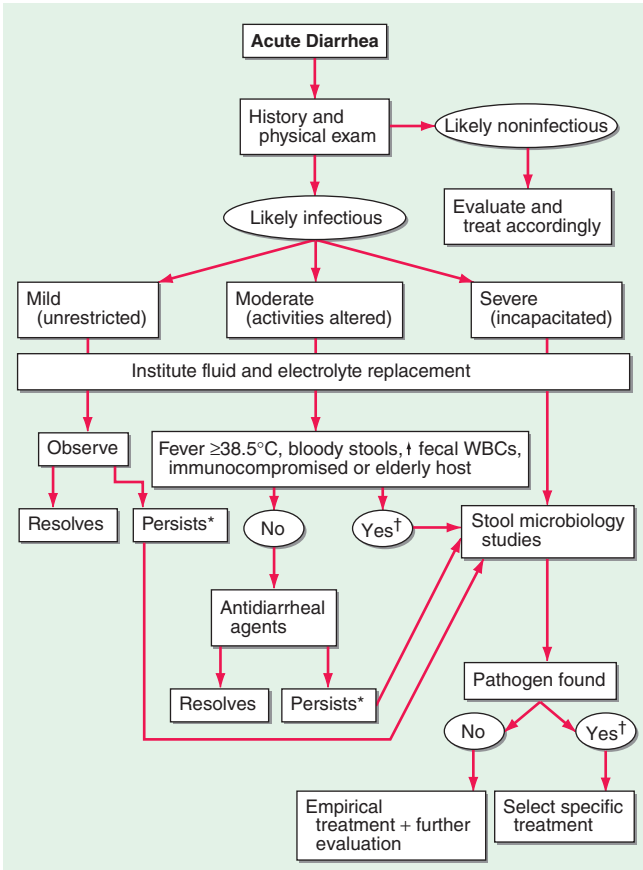 Acute Diarrhea
History and
physical exam
Likely noninfectious
Evaluate and
treat accordingly
Likely infectious
Mild
(unrestricted)
Moderate
(activities altered)
Severe
(incapacitated)
Institute fluid and electrolyte replacement
Observe
Fever ≥38.5°C, bloody stools, ↑ fecal WBCs,
immunocompromised or elderly host
Resolves
Persists*
No
Yes†
Stool microbiology
studies
Antidiarrheal
agents
Resolves
Persists*
Pathogen found
No
Yes†
Empirical
treatment + further
evaluation
Select specific
treatment